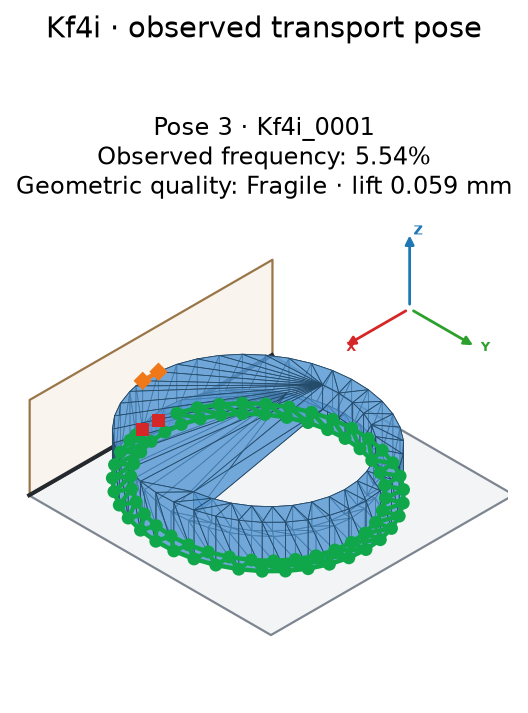 Kf4i · observed transport pose
Pose 3 · Kf4i_0001
Observed frequency: 5.54%
Geometric quality: Fragile · lift 0.059 mm
Z
X
Y